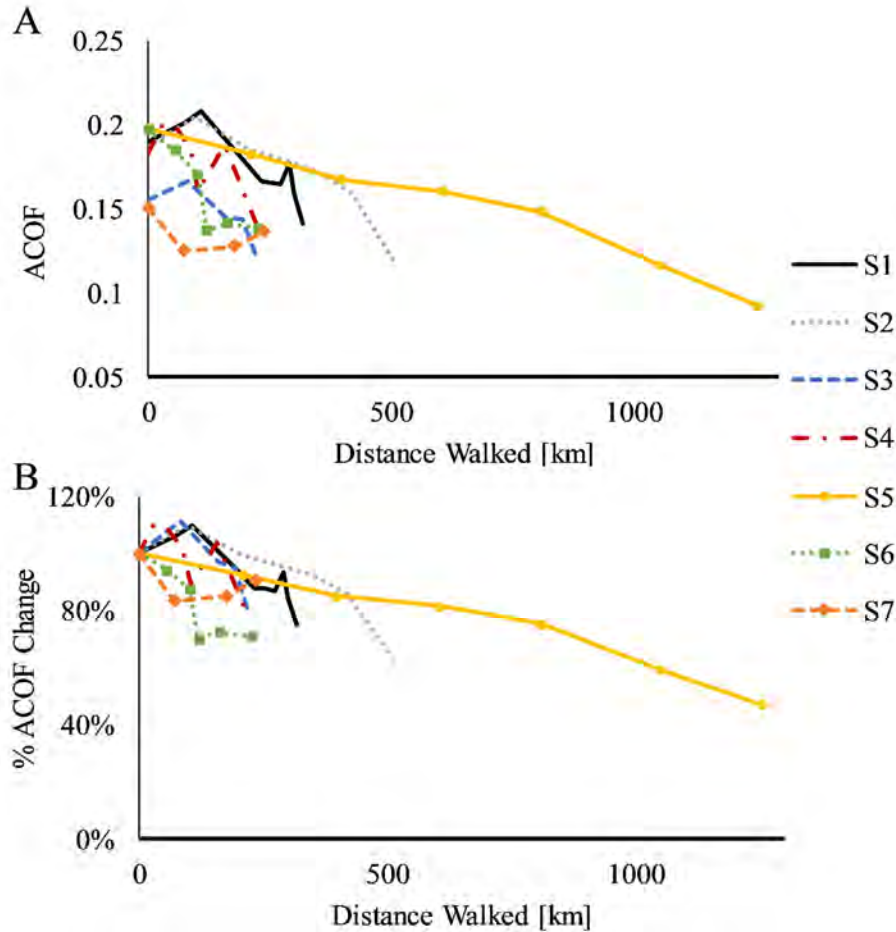 A
0.25
0.2
0.15
0.1
0.05
ACOF
0
500
1000
Distance Walked [km]
S1
S2
S3
S4
S5
S6
S7
B
120%
80%
40%
0%
% ACOF Change
0
500
1000
Distance Walked [km]